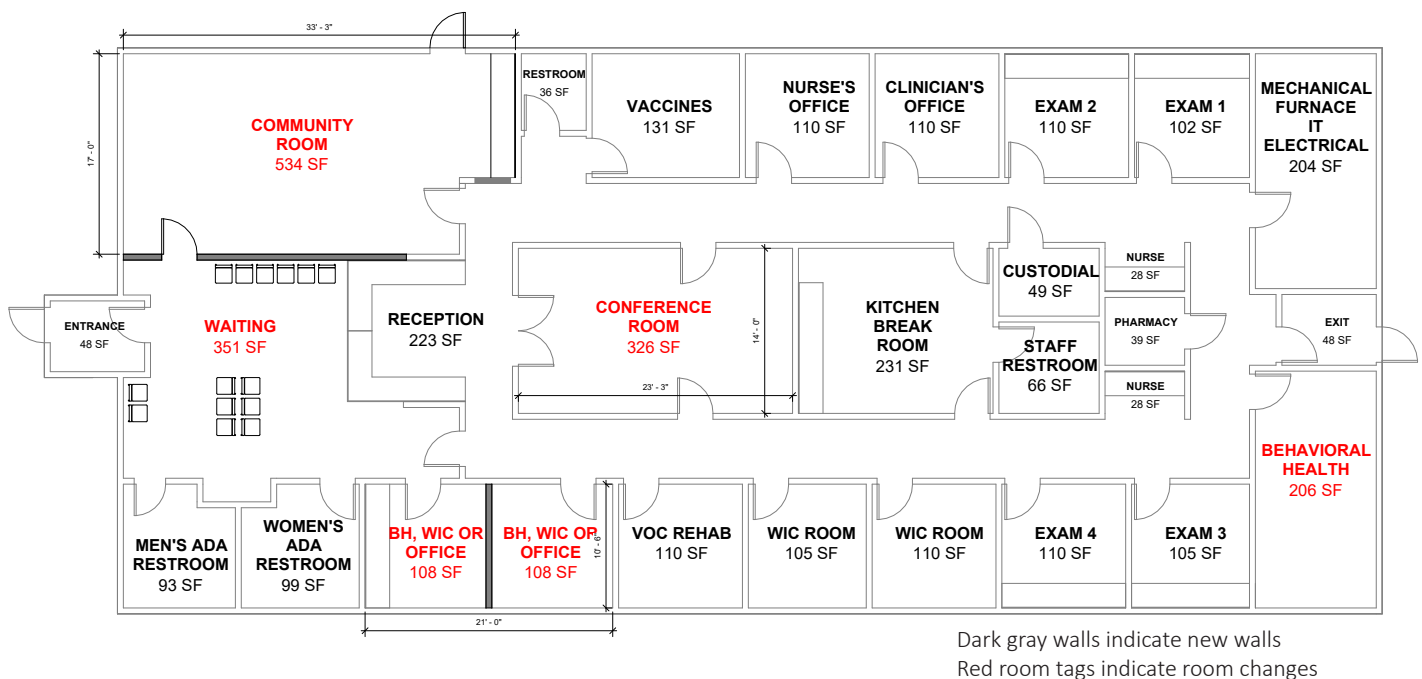 33' - 3"
17' - 0"
COMMUNITY
ROOM
534 SF
RESTROOM
36 SF
VACCINES
131 SF
NURSE'S
OFFICE
110 SF
CLINICIAN'S
OFFICE
110 SF
EXAM 2
110 SF
EXAM 1
102 SF
MECHANICAL
FURNACE
IT
ELECTRICAL
204 SF
ENTRANCE
48 SF
WAITING
351 SF
RECEPTION
223 SF
CONFERENCE
ROOM
326 SF
14' - 0"
23' - 3"
KITCHEN
BREAK
ROOM
231 SF
CUSTODIAL
49 SF
STAFF
RESTROOM
66 SF
NURSE
28 SF
PHARMACY
39 SF
NURSE
28 SF
EXIT
48 SF
BEHAVIORAL
HEALTH
206 SF
MEN'S ADA
RESTROOM
93 SF
WOMEN'S
ADA
RESTROOM
99 SF
BH, WIC OR
OFFICE
108 SF
BH, WIC OR
OFFICE
108 SF
10' - 6"
21' - 0"
VOC REHAB
110 SF
WIC ROOM
105 SF
WIC ROOM
110 SF
EXAM 4
110 SF
EXAM 3
105 SF
Dark gray walls indicate new walls
Red room tags indicate room changes